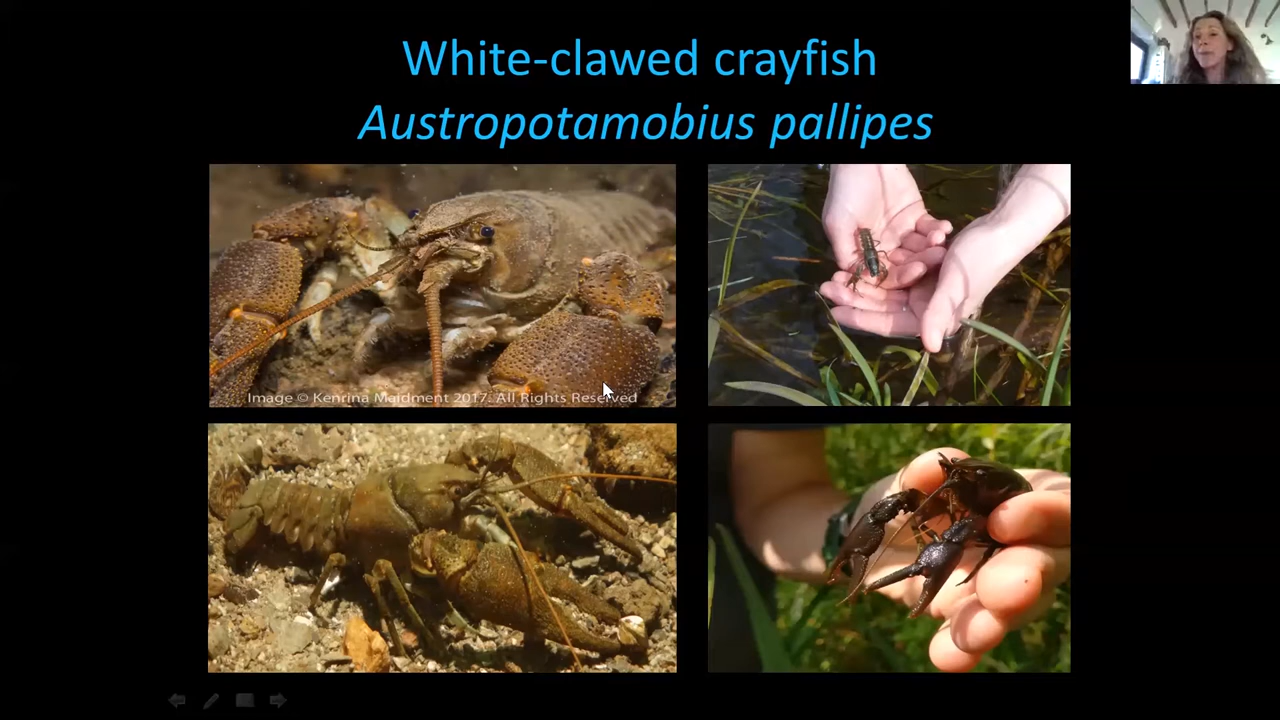 White-clawed crayfish
Austropotamobius pallipes
Image © Kenrina Maidment 2017. All Rights Reserved